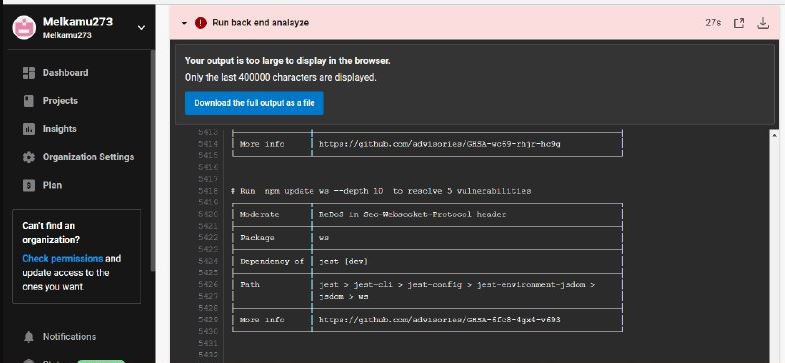 Melkamu273
Melkamu273
Dashboard
Projects
Insights
Organization Settings
Plan
Can't find an
organization?
Check permissions and
update access to the
ones you want
Notifications
Run back end analayze
27s
Your output is too large to display in the browser.
Only the last 400000 characters are displayed.
Download the full output as a file
5413
5414 More info https://github.com/advisories/GHSA-wc69-rhjr-hc9g
5415
5416
5417
5418 # Run npm update ws --depth 10 to resolve 5 vulnerabilities
5419
5420 Moderate ReDoS in Sec-Websocket-Protocol header
5421
5422 Package ws
5423
5424 Dependency of jest [dev]
5425
5426 Path jest > jest-cli > jest-config > jest-environment-jsdom >
5427 jsdom > ws
5428
5429 More info https://github.com/advisories/GHSA-6fc8-4gx4-v693
5430
5431
5432